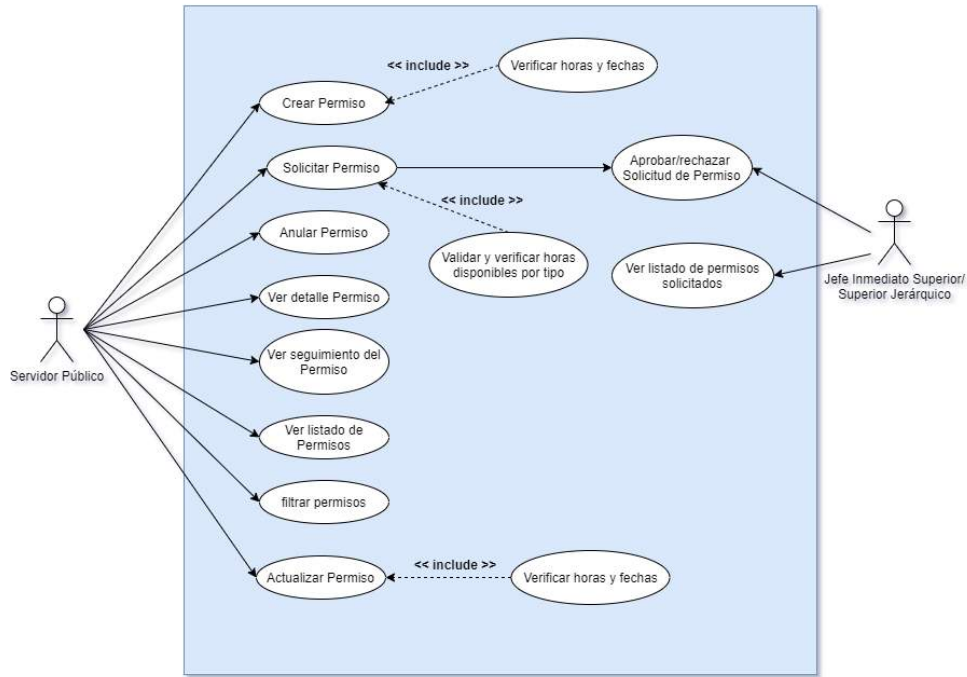 << include >>
Verificar horas y fechas
Crear Permiso
Solicitar Permiso
Aprobar/rechazar
Solicitud de Permiso
<< include >>
Anular Permiso
Validar y verificar horas
disponibles por tipo
Ver listado de permisos
solicitados
Jefe Inmediato Superior/
Superior Jerárquico
Ver detalle Permiso
Ver seguimiento del
Permiso
Servidor Público
Ver listado de
Permisos
filtrar permisos
Actualizar Permiso
<< include >>
Verificar horas y fechas